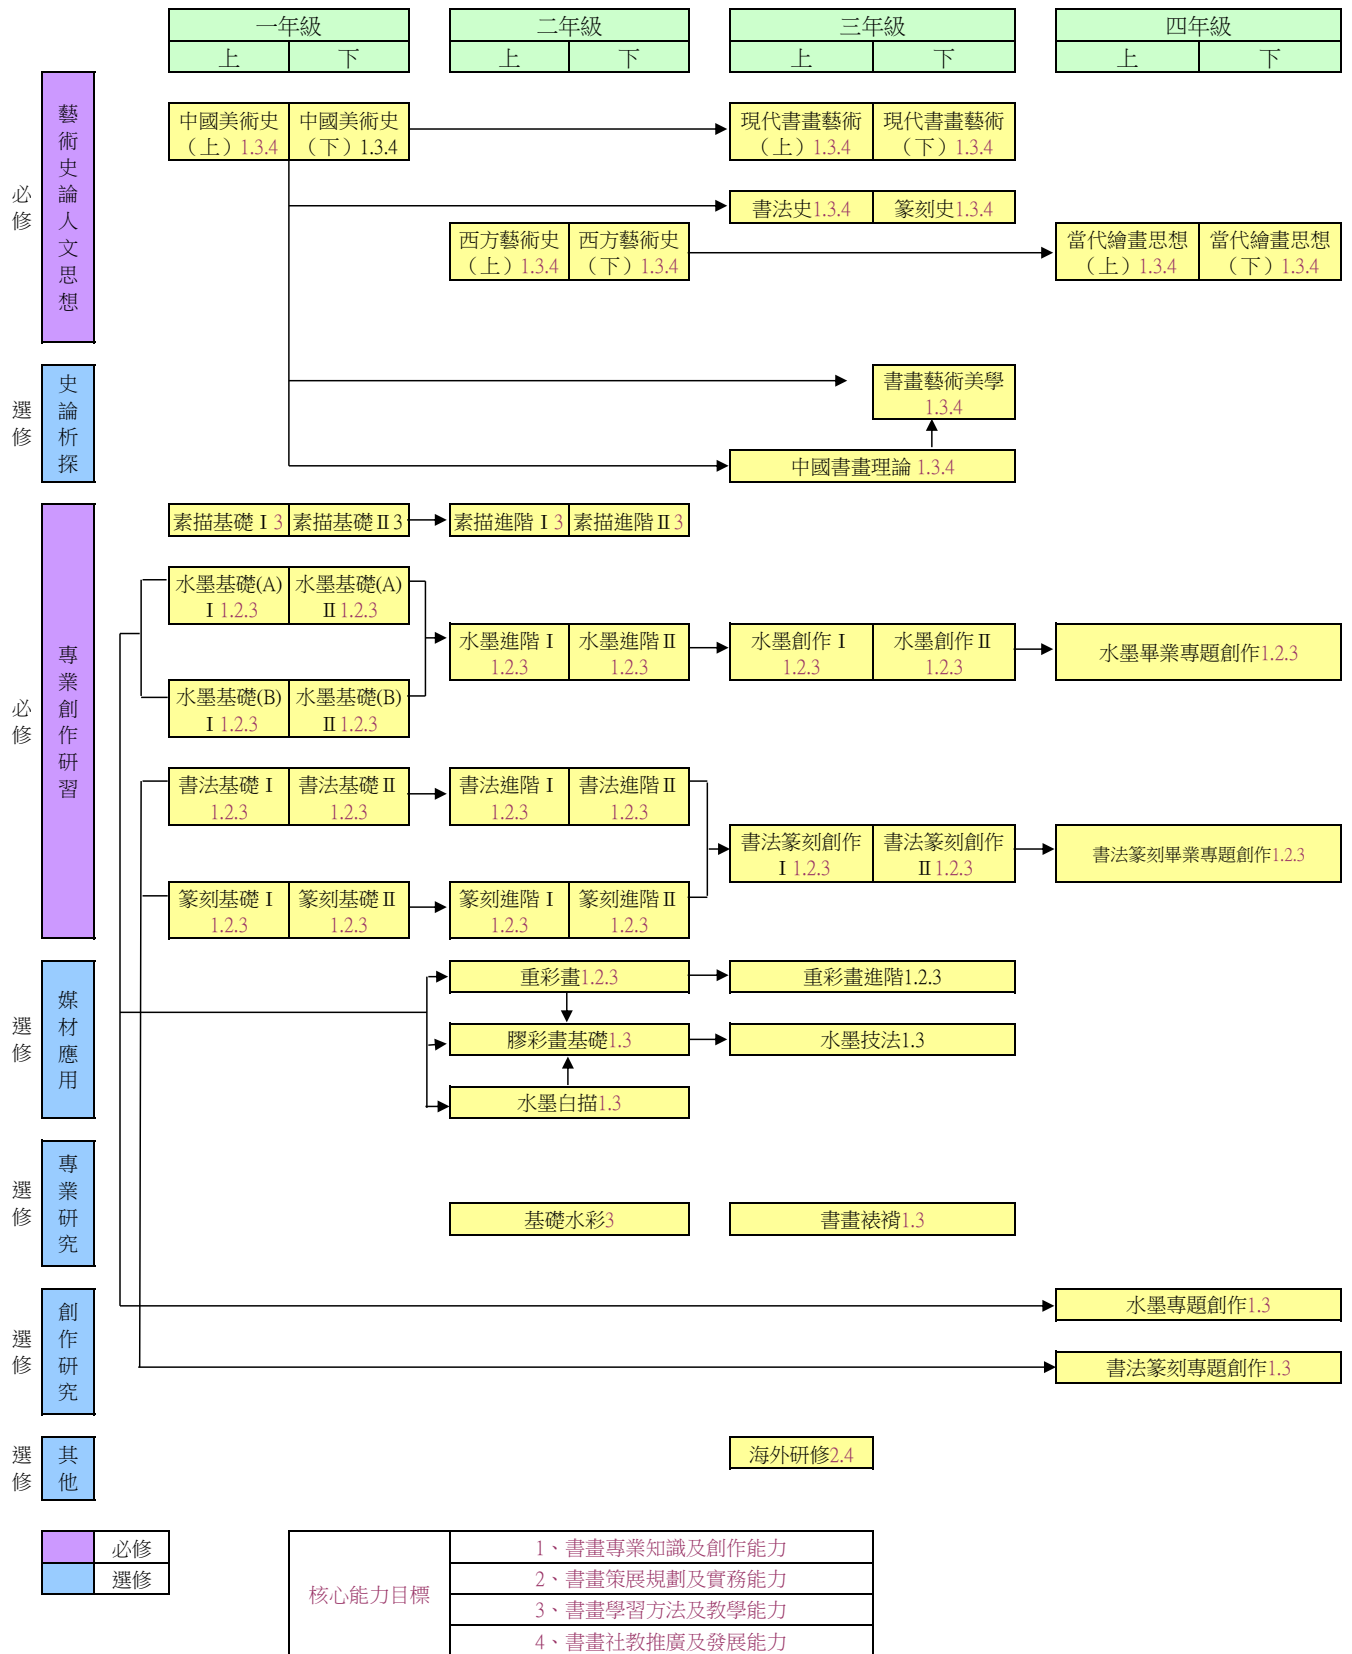 一年級 二年級 三年級 四年級
上 下 上 下 上 下 上 下
必修
藝術史論人文思想
中國美術史 中國美術史 現代書畫藝術 現代書畫藝術
（上）1.3.4 （下）1.3.4 （上）1.3.4 （下）1.3.4
書法史1.3.4 篆刻史1.3.4
西方藝術史 西方藝術史 當代繪畫思想 當代繪畫思想
（上）1.3.4 （下）1.3.4 （上）1.3.4 （下）1.3.4
選修
史論析探
書畫藝術美學
1.3.4
中國書畫理論 1.3.4
必修
專業創作研習
素描基礎Ⅰ3 素描基礎Ⅱ3 素描進階Ⅰ3 素描進階Ⅱ3
水墨基礎(A) 水墨基礎(A)
Ⅰ1.2.3 Ⅱ1.2.3
水墨進階Ⅰ 水墨進階Ⅱ 水墨創作Ⅰ 水墨創作Ⅱ
1.2.3 1.2.3 1.2.3 1.2.3
水墨畢業專題創作1.2.3
水墨基礎(B) 水墨基礎(B)
Ⅰ1.2.3 Ⅱ1.2.3
書法基礎Ⅰ 書法基礎Ⅱ 書法進階Ⅰ 書法進階Ⅱ
1.2.3 1.2.3 1.2.3 1.2.3
書法篆刻創作 書法篆刻創作
Ⅰ1.2.3 Ⅱ1.2.3
書法篆刻畢業專題創作1.2.3
篆刻基礎Ⅰ 篆刻基礎Ⅱ 篆刻進階Ⅰ 篆刻進階Ⅱ
1.2.3 1.2.3 1.2.3 1.2.3
選修
媒材應用
重彩畫1.2.3 重彩畫進階1.2.3
膠彩畫基礎1.3 水墨技法1.3
水墨白描1.3
選修
專業研究
基礎水彩3 書畫裱褙1.3
選修
創作研究
水墨專題創作1.3
書法篆刻專題創作1.3
選修
其他
海外研修2.4
必修
選修
核心能力目標
1、書畫專業知識及創作能力
2、書畫策展規劃及實務能力
3、書畫學習方法及教學能力
4、書畫社教推廣及發展能力